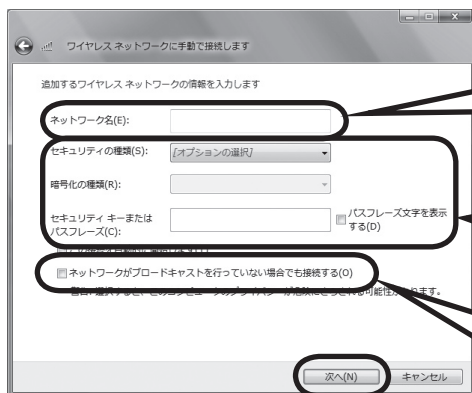 ワイヤレス ネットワークに手動で接続します
追加するワイヤレス ネットワークの情報を入力します
ネットワーク名(E):
セキュリティの種類(S):
[オプションの選択]
暗号化の種類(R):
セキュリティ キーまたは
パスフレーズ(C):
パスフレーズ文字を表示
する(D)
ネットワークがブロードキャストを行っていない場合でも接続する(O)
次へ(N)
キャンセル